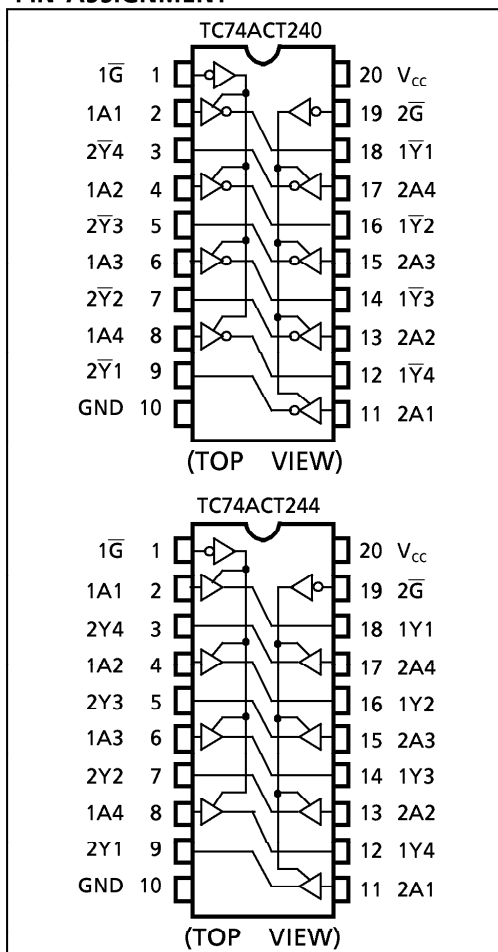 PIN ASSIGNMENT
TC74ACT240
1G̅ 1 20 Vcc
1A1 2 19 2G̅
2Y̅4 3 18 1Y̅1
1A2 4 17 2A4
2Y̅3 5 16 1Y̅2
1A3 6 15 2A3
2Y̅2 7 14 1Y̅3
1A4 8 13 2A2
2Y̅1 9 12 1Y̅4
GND 10 11 2A1
(TOP VIEW)
TC74ACT244
1G̅ 1 20 Vcc
1A1 2 19 2G̅
2Y4 3 18 1Y1
1A2 4 17 2A4
2Y3 5 16 1Y2
1A3 6 15 2A3
2Y2 7 14 1Y3
1A4 8 13 2A2
2Y1 9 12 1Y4
GND 10 11 2A1
(TOP VIEW)